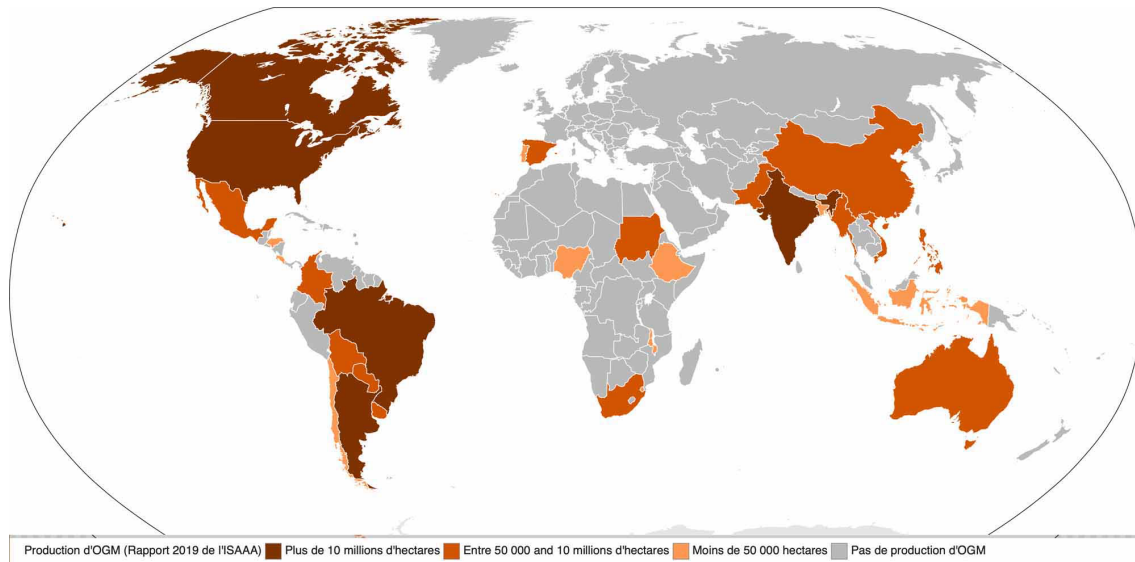 Production d'OGM (Rapport 2019 de l'ISAAA) Plus de 10 millions d'hectares Entre 50 000 and 10 millions d'hectares Moins de 50 000 hectares Pas de production d'OGM